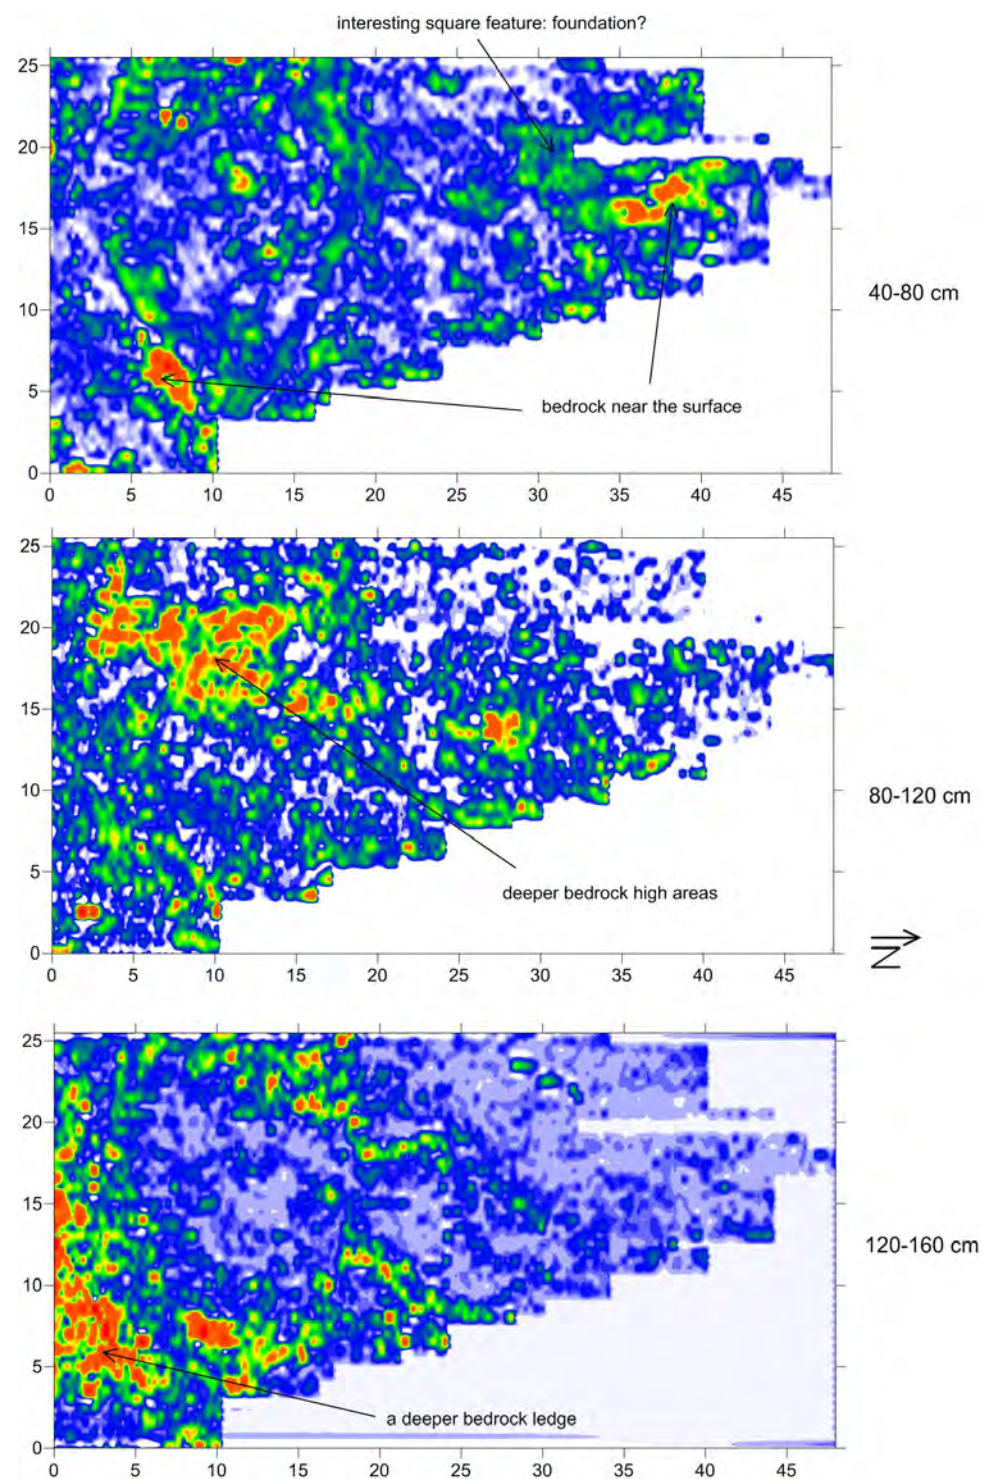 interesting square feature: foundation?
25
20
15
10
5
0
0 5 10 15 20 25 30 35 40 45
bedrock near the surface
40-80 cm
25
20
15
10
5
0
0 5 10 15 20 25 30 35 40 45
deeper bedrock high areas
80-120 cm
N
25
20
15
10
5
0
0 5 10 15 20 25 30 35 40 45
a deeper bedrock ledge
120-160 cm